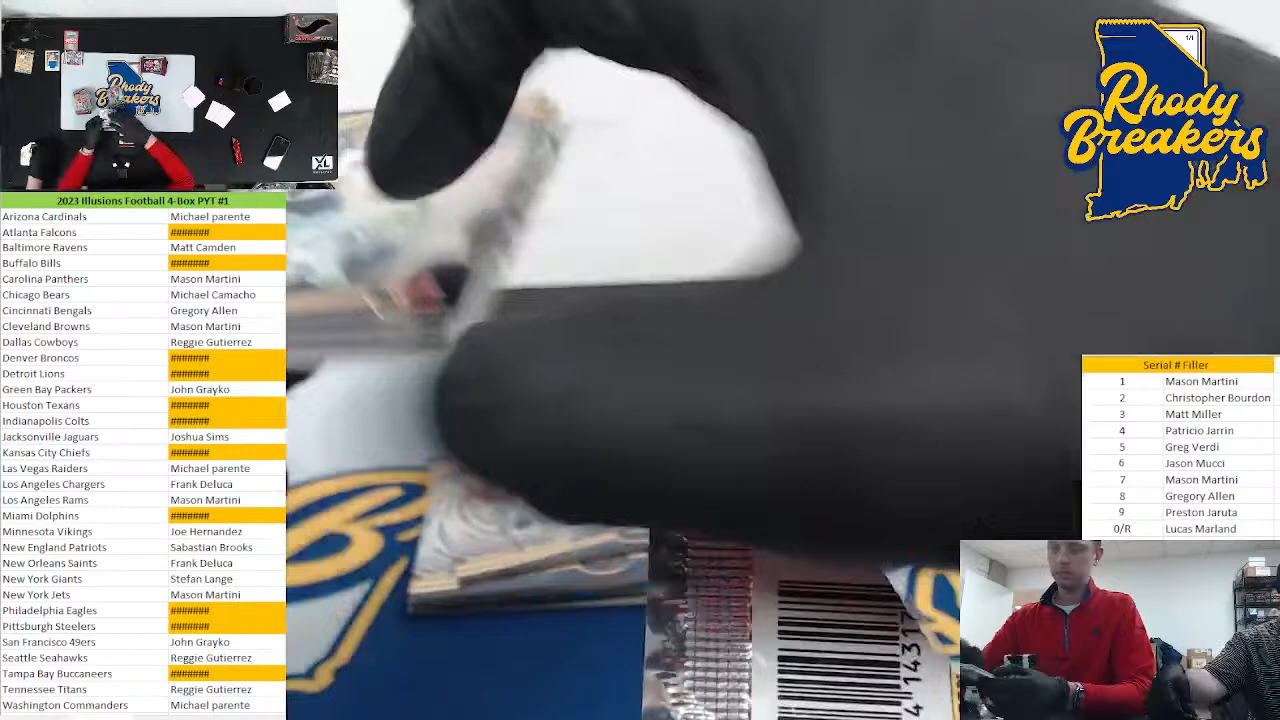 Rhody
Breakers
XL
2023 Illusions Football 4-Box PYT #1
Arizona Cardinals Michael parente
Atlanta Falcons #######
Baltimore Ravens Matt Camden
Buffalo Bills #######
Carolina Panthers Mason Martini
Chicago Bears Michael Camacho
Cincinnati Bengals Gregory Allen
Cleveland Browns Mason Martini
Dallas Cowboys Reggie Gutierrez
Denver Broncos #######
Detroit Lions #######
Green Bay Packers John Grayko
Houston Texans #######
Indianapolis Colts #######
Jacksonville Jaguars Joshua Sims
Kansas City Chiefs #######
Las Vegas Raiders Michael parente
Los Angeles Chargers Frank Deluca
Los Angeles Rams Mason Martini
Miami Dolphins #######
Minnesota Vikings Joe Hernandez
New England Patriots Sabastian Brooks
New Orleans Saints Frank Deluca
New York Giants Stefan Lange
New York Jets Mason Martini
Philadelphia Eagles #######
Pittsburgh Steelers #######
San Francisco 49ers John Grayko
Seattle Seahawks Reggie Gutierrez
Tampa Bay Buccaneers #######
Tennessee Titans Reggie Gutierrez
Washington Commanders Michael parente
1/1
Rhody
Breakers
Serial # Filler
1 Mason Martini
2 Christopher Bourdon
3 Matt Miller
4 Patricio Jarrin
5 Greg Verdi
6 Jason Mucci
7 Mason Martini
8 Gregory Allen
9 Preston Jaruta
0/R Lucas Marland